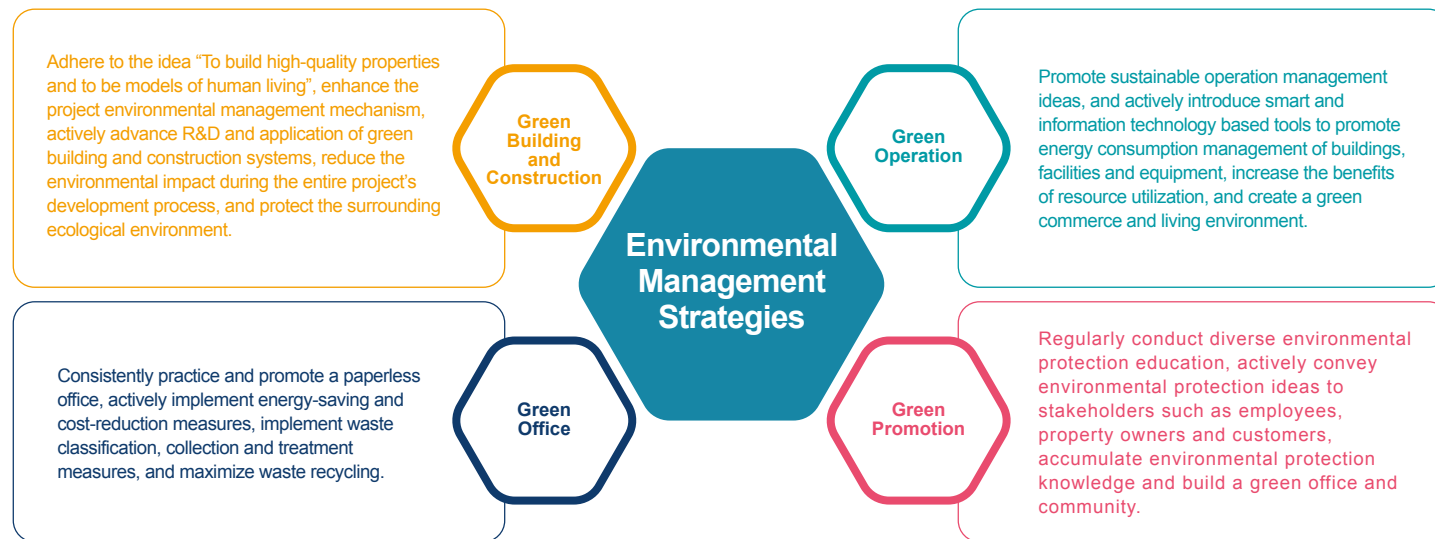 Adhere to the idea “To build high-quality properties
and to be models of human living”, enhance the
project environmental management mechanism,
actively advance R&D and application of green
building and construction systems, reduce the
environmental impact during the entire project’s
development process, and protect the surrounding
ecological environment.
Green
Building
and
Construction
Green
Operation
Promote sustainable operation management
ideas, and actively introduce smart and
information technology based tools to promote
energy consumption management of buildings,
facilities and equipment, increase the benefits
of resource utilization, and create a green
commerce and living environment.
Environmental
Management
Strategies
Consistently practice and promote a paperless
office, actively implement energy-saving and
cost-reduction measures, implement waste
classification, collection and treatment
measures, and maximize waste recycling.
Green
Office
Green
Promotion
Regularly conduct diverse environmental
protection education, actively convey
environmental protection ideas to
stakeholders such as employees,
property owners and customers,
accumulate environmental protection
knowledge and build a green office and
community.